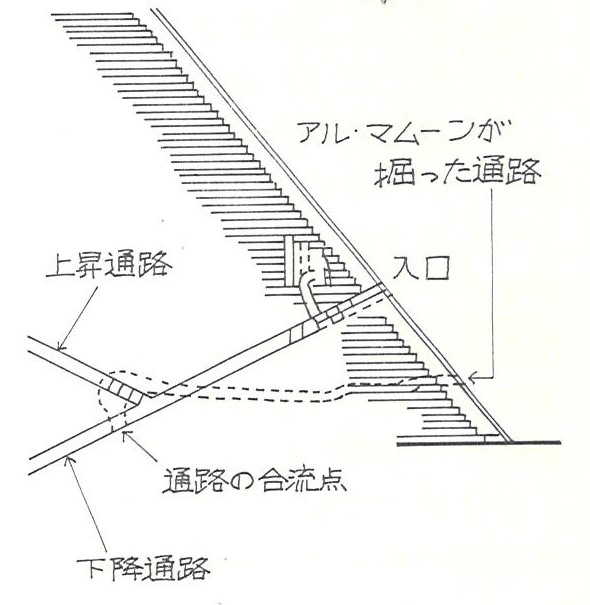 アル・マムーンが
掘った通路
入口
上昇通路
通路の合流点
下降通路